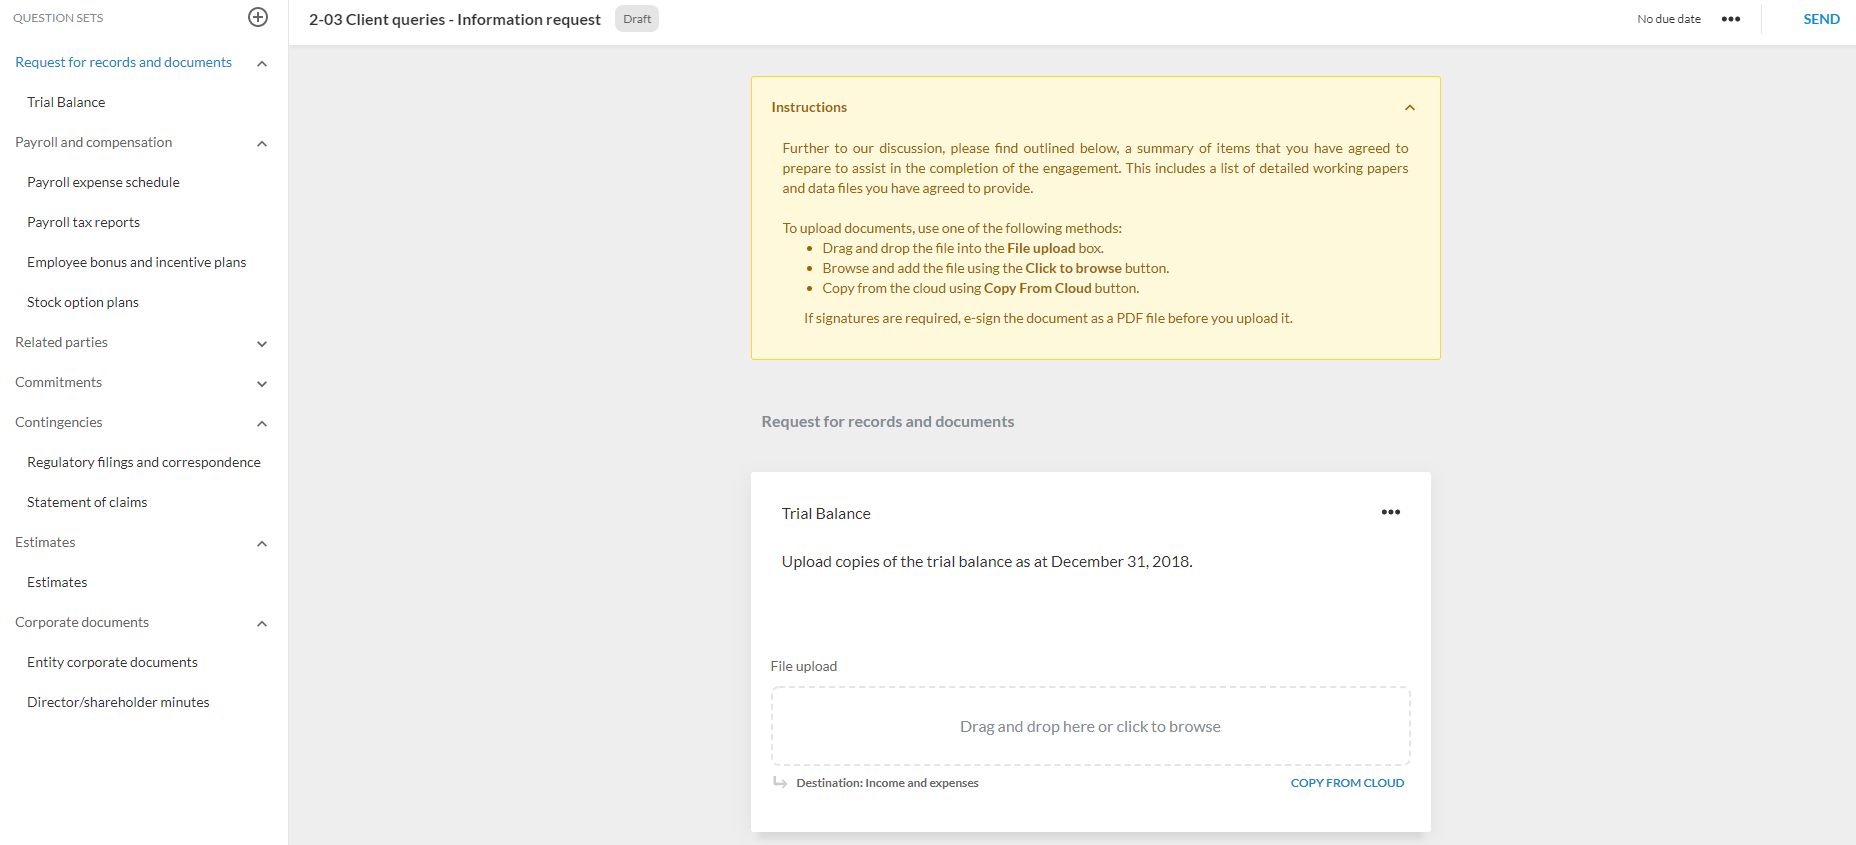 QUESTION SETS
Request for records and documents
Trial Balance
Payroll and compensation
Payroll expense schedule
Payroll tax reports
Employee bonus and incentive plans
Stock option plans
Related parties
Commitments
Contingencies
Regulatory filings and correspondence
Statement of claims
Estimates
Estimates
Corporate documents
Entity corporate documents
Director/shareholder minutes
2-03 Client queries - Information request
Draft
No due date
SEND
Instructions
Further to our discussion, please find outlined below, a summary of items that you have agreed to
prepare to assist in the completion of the engagement. This includes a list of detailed working papers
and data files you have agreed to provide.
To upload documents, use one of the following methods:
• Drag and drop the file into the File upload box.
• Browse and add the file using the Click to browse button.
• Copy from the cloud using Copy From Cloud button.
If signatures are required, e-sign the document as a PDF file before you upload it.
Request for records and documents
Trial Balance
Upload copies of the trial balance as at December 31, 2018.
File upload
Drag and drop here or click to browse
Destination: Income and expenses
COPY FROM CLOUD